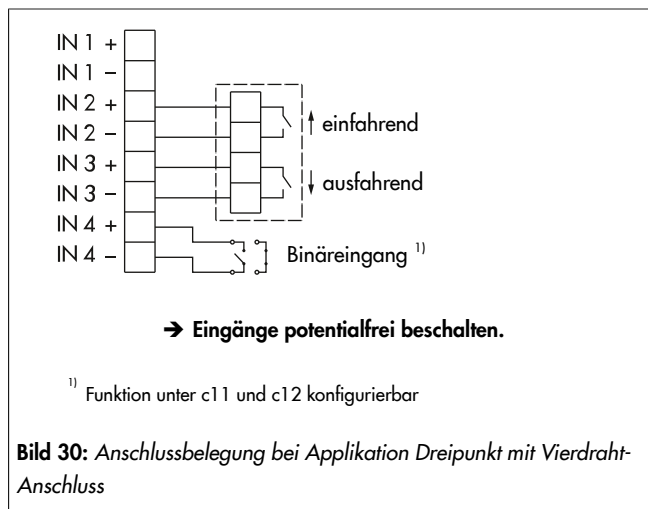 IN 1 +
IN 1 –
IN 2 +
IN 2 –
IN 3 +
IN 3 –
IN 4 +
IN 4 –
einfahrend
ausfahrend
Binäreingang 1)
➔ Eingänge potentialfrei beschalten.
1) Funktion unter c11 und c12 konfigurierbar
Bild 30: Anschlussbelegung bei Applikation Dreipunkt mit Vierdraht-
Anschluss